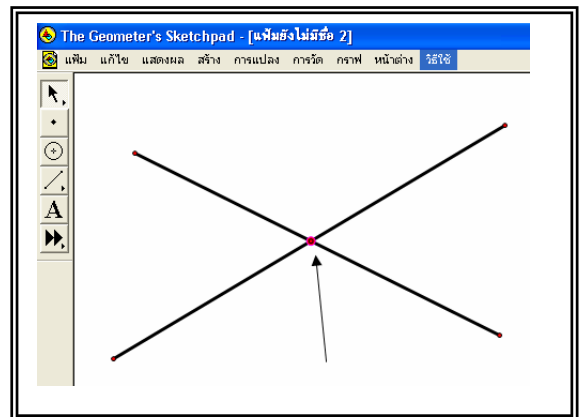 The Geometer's Sketchpad - [แฟ้มยังไม่มีชื่อ 2]
แฟ้ม แก้ไข แสดงผล สร้าง การแปลง การวัด กราฟ หน้าต่าง วิธีใช้
A